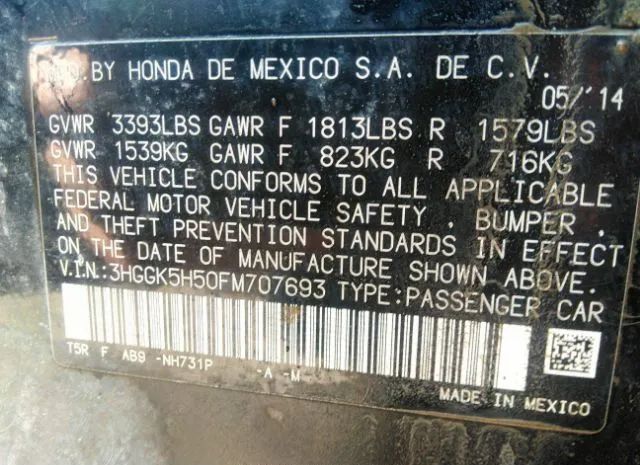 MFD. BY HONDA DE MEXICO S.A. DE C.V.
05/'14
GVWR 3393LBS GAWR F 1813LBS R 1579LBS
GVWR 1539KG GAWR F 823KG R 716KG
THIS VEHICLE CONFORMS TO ALL APPLICABLE
FEDERAL MOTOR VEHICLE SAFETY , BUMPER ,
AND THEFT PREVENTION STANDARDS IN EFFECT
ON THE DATE OF MANUFACTURE SHOWN ABOVE.
V.I.N:3HGGK5H50FM707693 TYPE:PASSENGER CAR
T5R F AB9 -NH731P -A -M-
MADE IN MEXICO